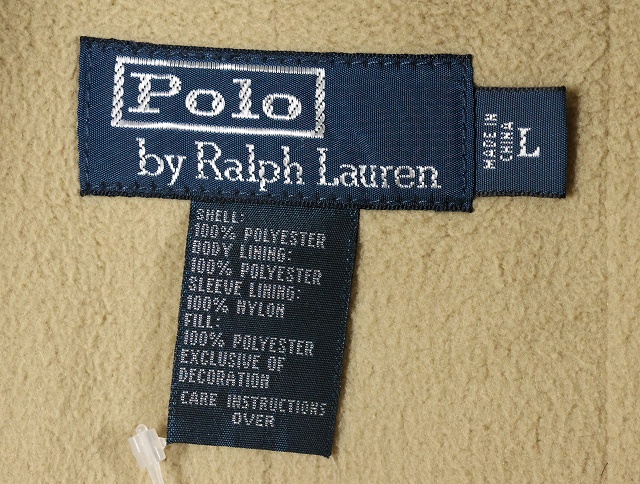 Polo
by Ralph Lauren
MADE IN
CHINA
L
SHELL:
100% POLYESTER
BODY LINING:
100% POLYESTER
SLEEVE LINING:
100% NYLON
FILL:
100% POLYESTER
EXCLUSIVE OF
DECORATION
CARE INSTRUCTIONS
OVER